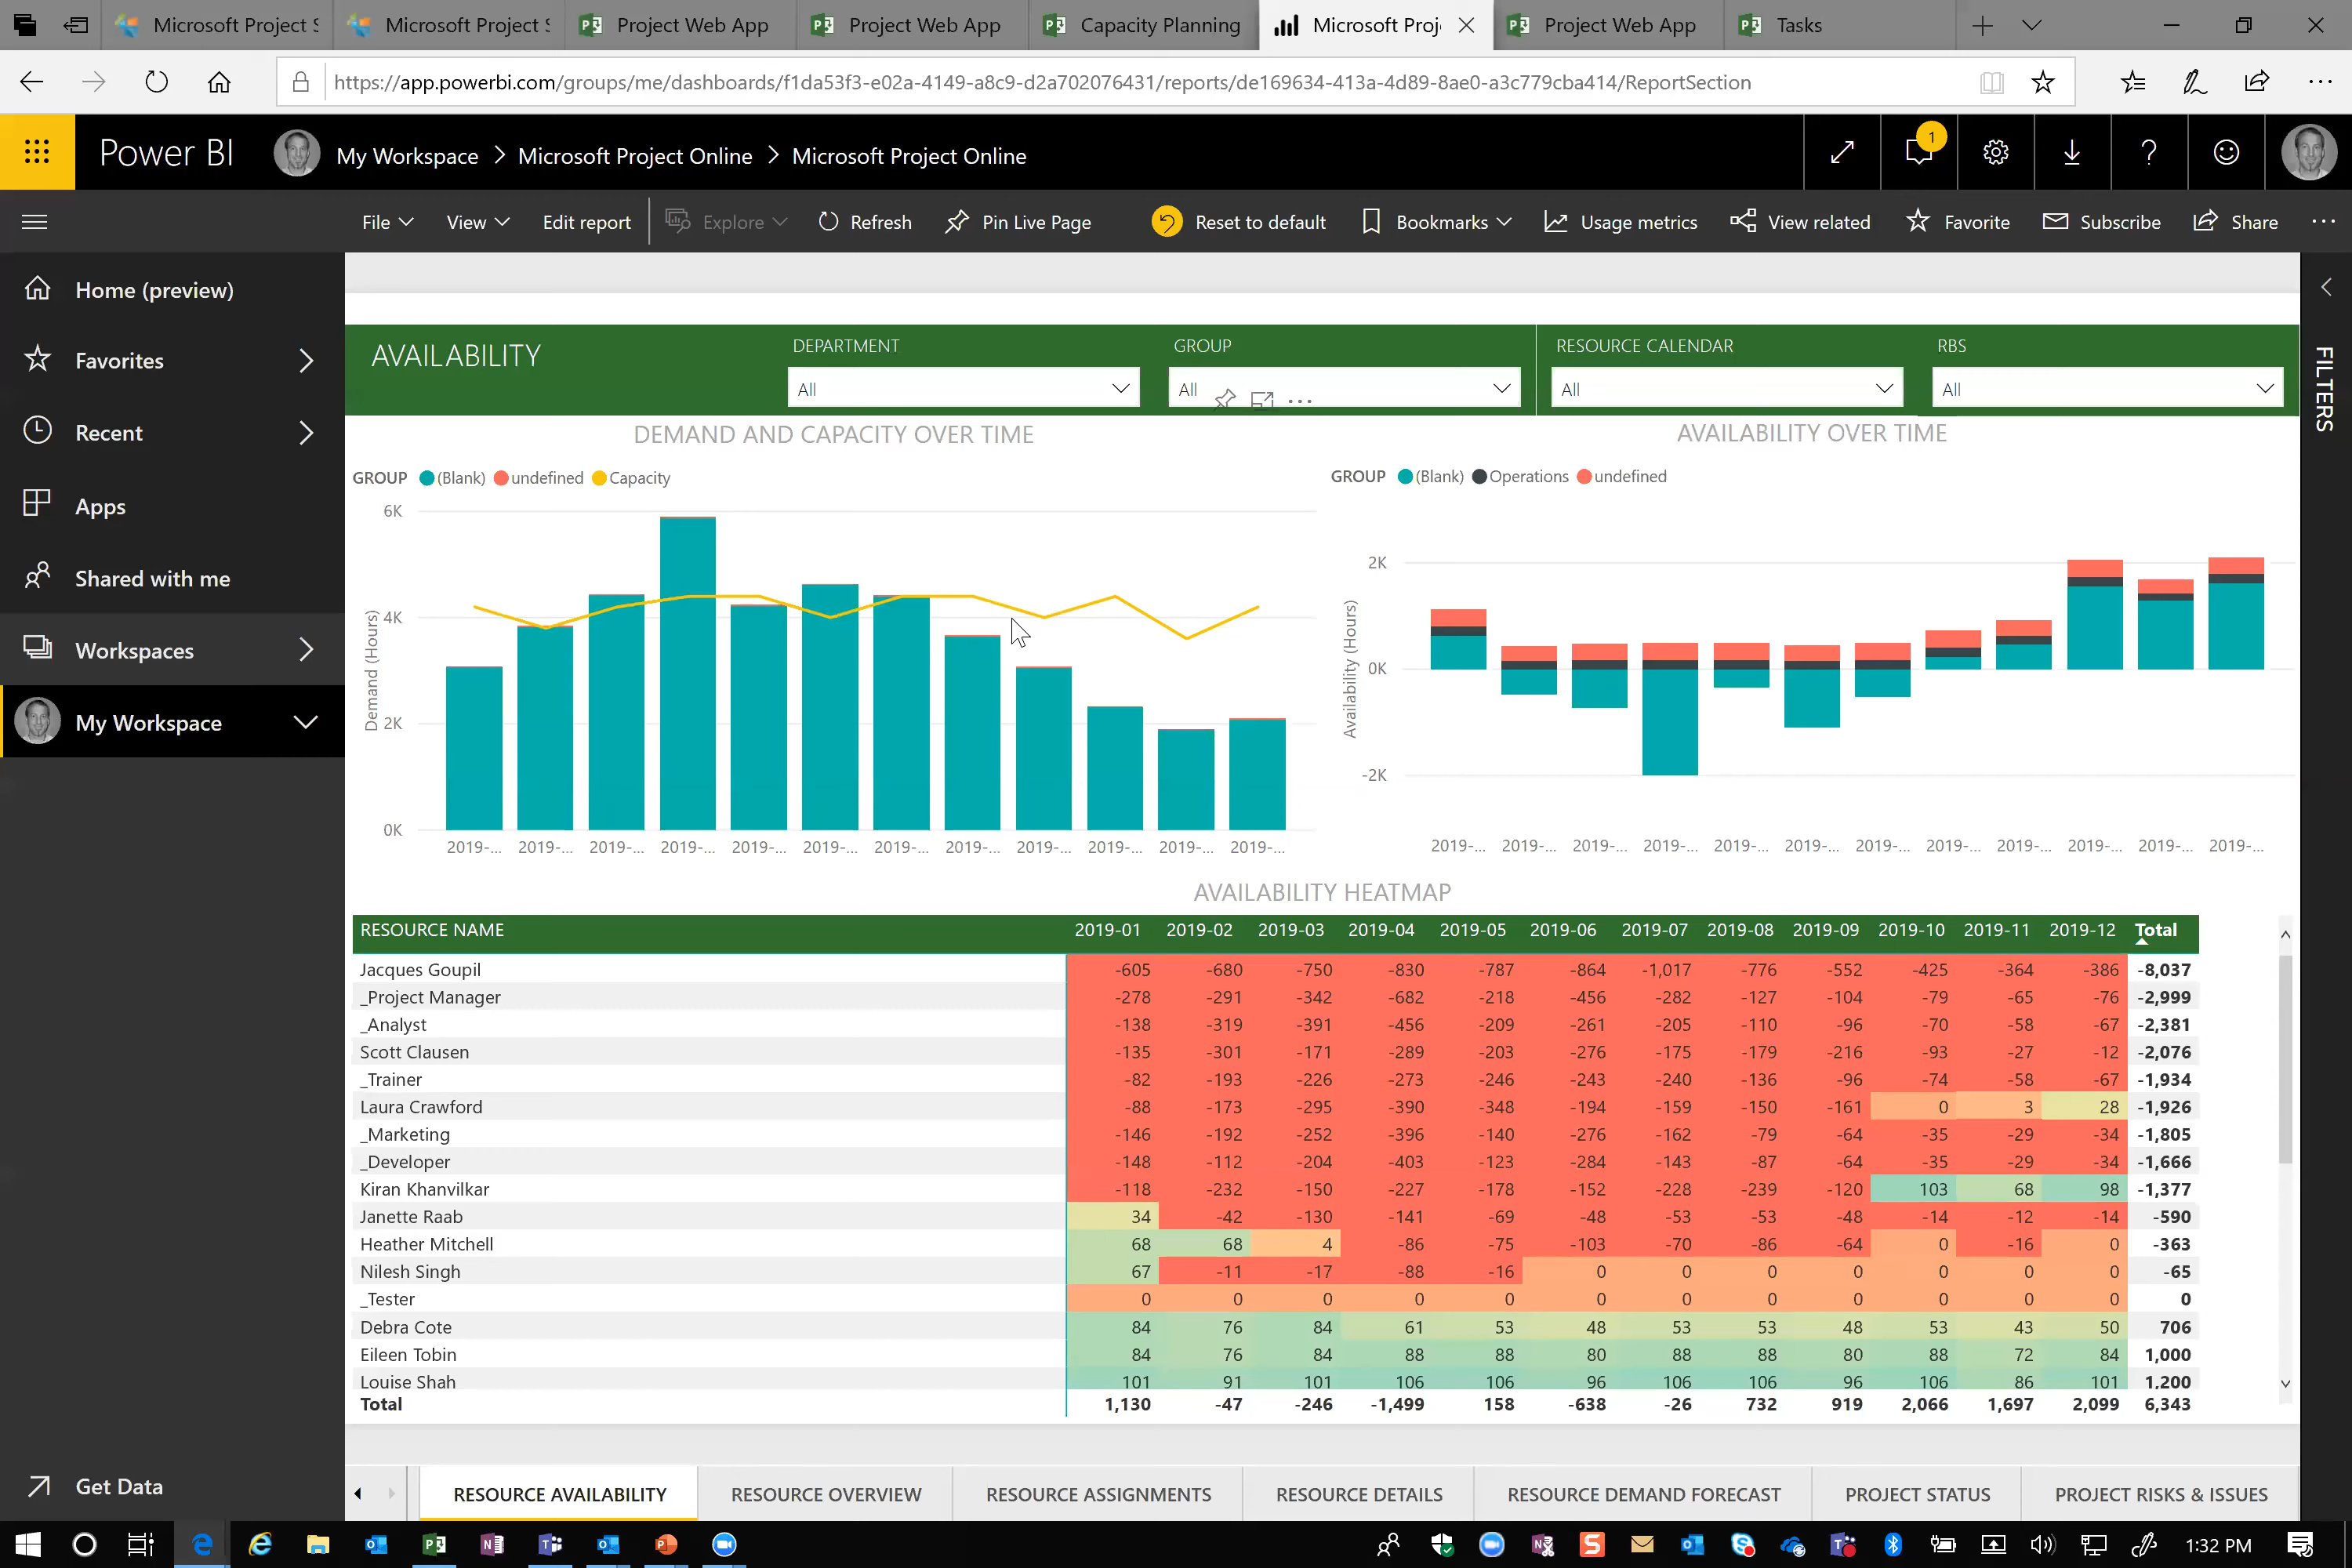 Microsoft Project S
Microsoft Project S
Project Web App
Project Web App
Capacity Planning
Microsoft Proj
Project Web App
Tasks
https://app.powerbi.com/groups/me/dashboards/f1da53f3-e02a-4149-a8c9-d2a702076431/reports/de169634-413a-4d89-8ae0-a3c779cba414/ReportSection
Power BI
My Workspace > Microsoft Project Online > Microsoft Project Online
1
File View Edit report Explore Refresh Pin Live Page Reset to default Bookmarks Usage metrics View related Favorite Subscribe Share ...
Home (preview)
Favorites
Recent
Apps
Shared with me
Workspaces
My Workspace
Get Data
FILTERS
AVAILABILITY
DEPARTMENT GROUP RESOURCE CALENDAR RBS
All All All All
DEMAND AND CAPACITY OVER TIME
GROUP (Blank) undefined Capacity
6K
4K
2K
0K
Demand (Hours)
2019-... 2019-... 2019-... 2019-... 2019-... 2019-... 2019-... 2019-... 2019-... 2019-... 2019-... 2019-...
AVAILABILITY OVER TIME
GROUP (Blank) Operations undefined
2K
0K
-2K
Availability (Hours)
2019-... 2019-... 2019-... 2019-... 2019-... 2019-... 2019-... 2019-... 2019-... 2019-... 2019-... 2019-...
AVAILABILITY HEATMAP
RESOURCE NAME 2019-01 2019-02 2019-03 2019-04 2019-05 2019-06 2019-07 2019-08 2019-09 2019-10 2019-11 2019-12 Total
Jacques Goupil -605 -680 -750 -830 -787 -864 -1,017 -776 -552 -425 -364 -386 -8,037
_Project Manager -278 -291 -342 -682 -218 -456 -282 -127 -104 -79 -65 -76 -2,999
_Analyst -138 -319 -391 -456 -209 -261 -205 -110 -96 -70 -58 -67 -2,381
Scott Clausen -135 -301 -171 -289 -203 -276 -175 -179 -216 -93 -27 -12 -2,076
_Trainer -82 -193 -226 -273 -246 -243 -240 -136 -96 -74 -58 -67 -1,934
Laura Crawford -88 -173 -295 -390 -348 -194 -159 -150 -161 0 3 28 -1,926
_Marketing -146 -192 -252 -396 -140 -276 -162 -79 -64 -35 -29 -34 -1,805
_Developer -148 -112 -204 -403 -123 -284 -143 -87 -64 -35 -29 -34 -1,666
Kiran Khanvilkar -118 -232 -150 -227 -178 -152 -228 -239 -120 103 68 98 -1,377
Janette Raab 34 -42 -130 -141 -69 -48 -53 -53 -48 -14 -12 -14 -590
Heather Mitchell 68 68 4 -86 -75 -103 -70 -86 -64 0 -16 0 -363
Nilesh Singh 67 -11 -17 -88 -16 0 0 0 0 0 0 0 -65
_Tester 0 0 0 0 0 0 0 0 0 0 0 0 0
Debra Cote 84 76 84 61 53 48 53 53 48 53 43 50 706
Eileen Tobin 84 76 84 88 88 80 88 88 80 88 72 84 1,000
Louise Shah 101 91 101 106 106 96 106 106 96 106 86 101 1,200
Total 1,130 -47 -246 -1,499 158 -638 -26 732 919 2,066 1,697 2,099 6,343
RESOURCE AVAILABILITY RESOURCE OVERVIEW RESOURCE ASSIGNMENTS RESOURCE DETAILS RESOURCE DEMAND FORECAST PROJECT STATUS PROJECT RISKS & ISSUES
1:32 PM